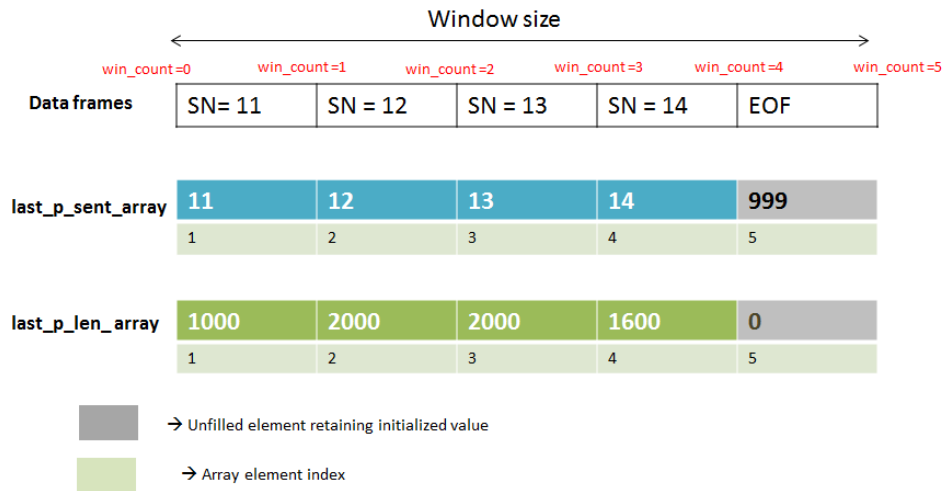 Window size
win_count=0 win_count=1 win_count=2 win_count=3 win_count=4 win_count=5
Data frames SN= 11 SN = 12 SN = 13 SN = 14 EOF
last_p_sent_array 11 12 13 14 999
1 2 3 4 5
last_p_len_array 1000 2000 2000 1600 0
1 2 3 4 5
→ Unfilled element retaining initialized value
→ Array element index